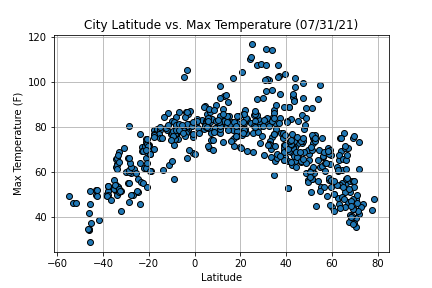 City Latitude vs. Max Temperature (07/31/21)
120
100
80
60
40
Max Temperature (F)
−60 −40 −20 0 20 40 60 80
Latitude